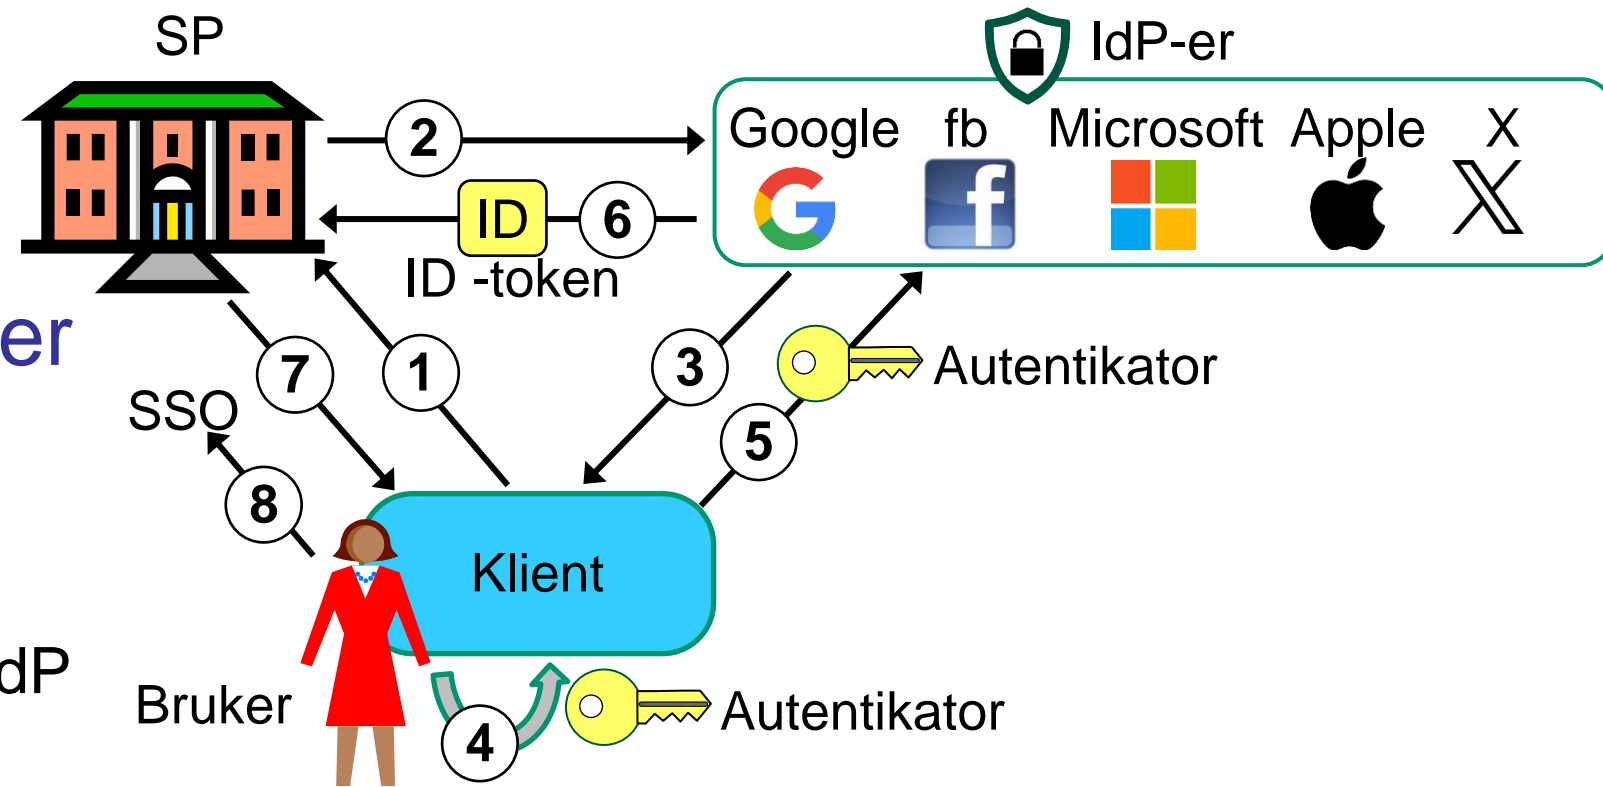 SP
IdP-er
2
Google fb Microsoft Apple X
ID
6
ID -token
er
7
1
3
Autentikator
SSO
5
8
Klient
dP
Bruker
4
Autentikator